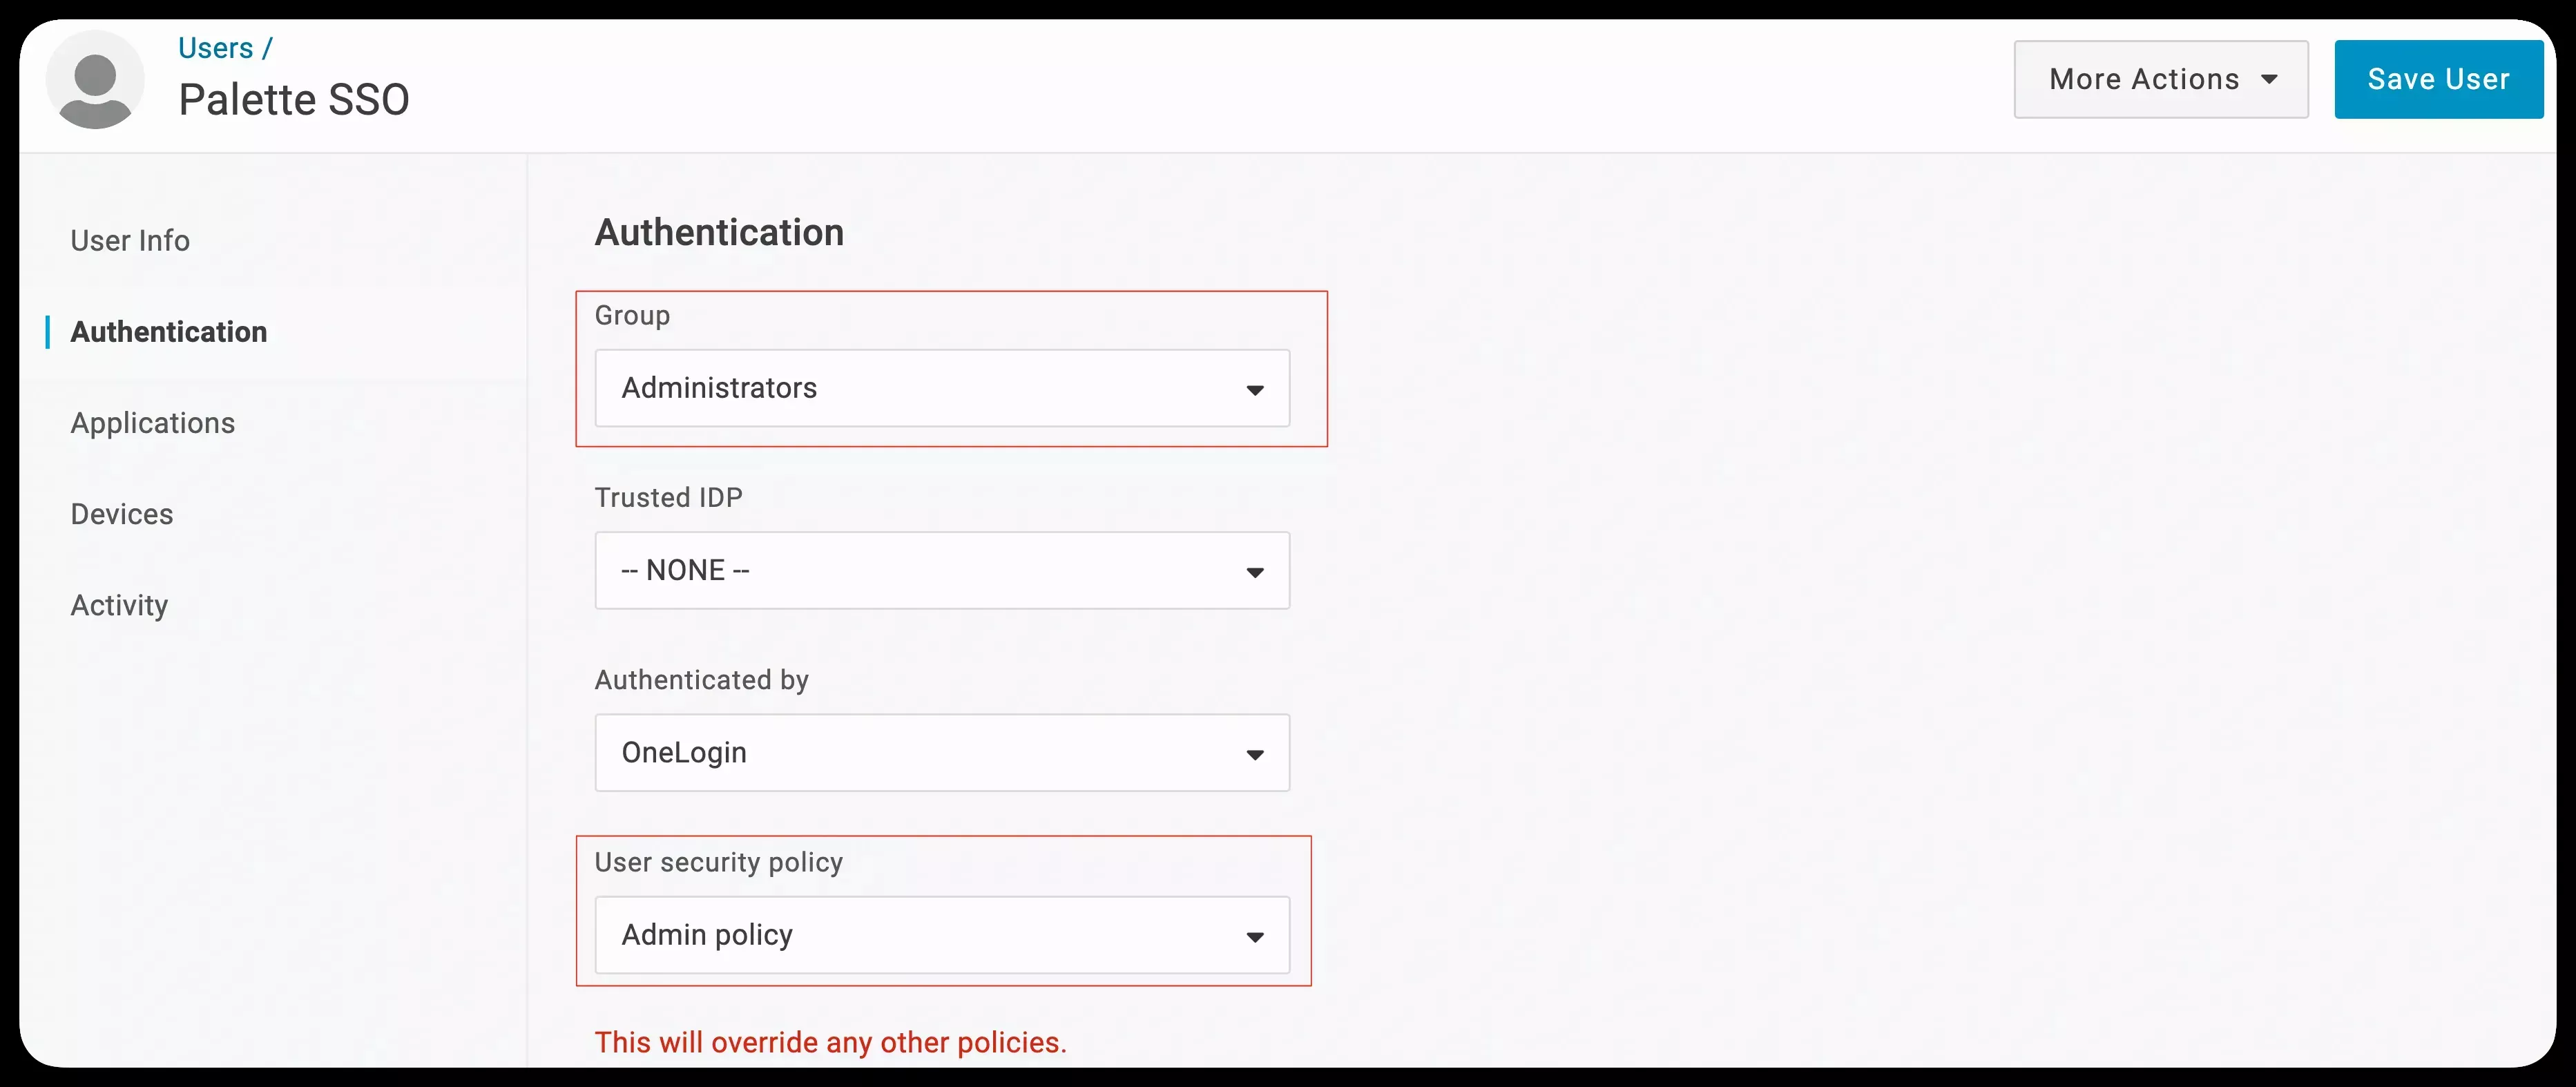 Users /
Palette SSO
More Actions
Save User
User Info
Authentication
Applications
Devices
Activity
Authentication
Group
Administrators
Trusted IDP
-- NONE --
Authenticated by
OneLogin
User security policy
Admin policy
This will override any other policies.